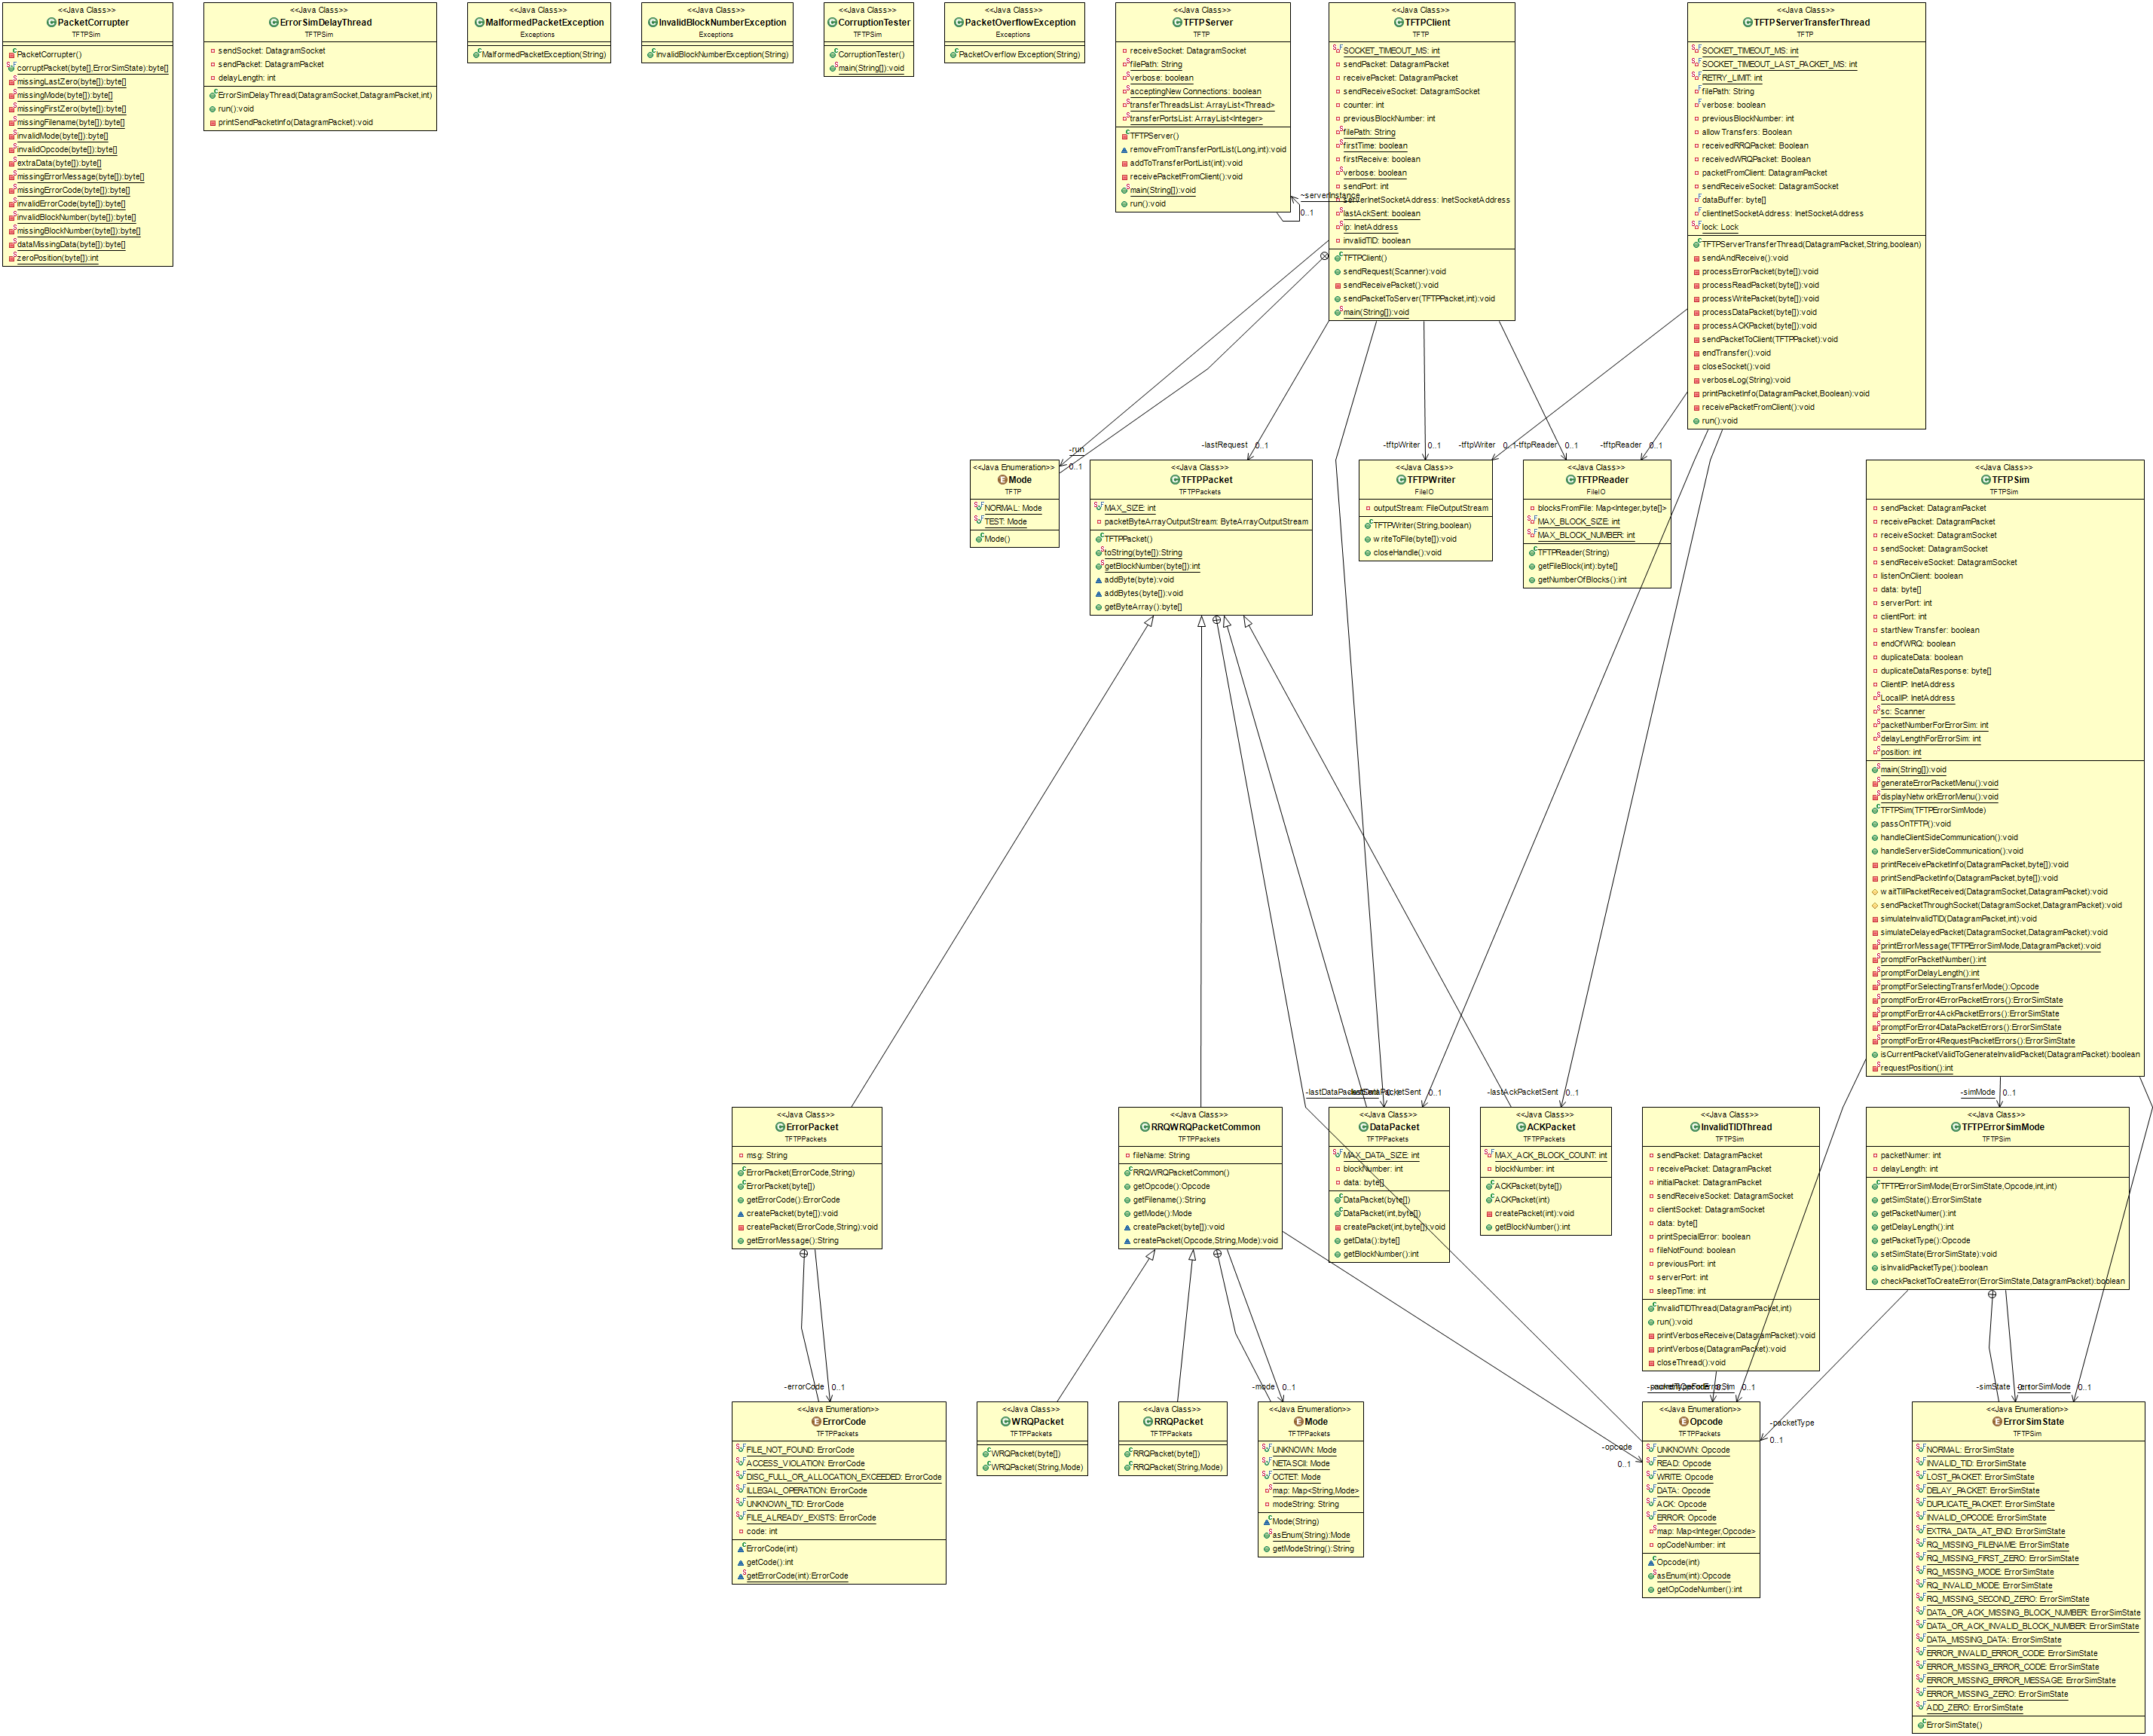 <<Java Class>>
PacketCorrupter
TFTPSim
PacketCorrupter()
corruptPacket(byte[],ErrorSimState):byte[]
missingLastZero(byte[]):byte[]
missingMode(byte[]):byte[]
missingFirstZero(byte[]):byte[]
missingFilename(byte[]):byte[]
invalidMode(byte[]):byte[]
invalidOpcode(byte[]):byte[]
extraData(byte[]):byte[]
missingErrorMessage(byte[]):byte[]
missingErrorCode(byte[]):byte[]
invalidErrorCode(byte[]):byte[]
invalidBlockNumber(byte[]):byte[]
missingBlockNumber(byte[]):byte[]
dataMissingData(byte[]):byte[]
zeroPosition(byte[]):int
<<Java Class>>
ErrorSimDelayThread
TFTPSim
sendSocket: DatagramSocket
sendPacket: DatagramPacket
delayLength: int
ErrorSimDelayThread(DatagramSocket,DatagramPacket,int)
run():void
printSendPacketInfo(DatagramPacket):void
<<Java Class>>
MalformedPacketException
Exceptions
MalformedPacketException(String)
<<Java Class>>
InvalidBlockNumberException
Exceptions
InvalidBlockNumberException(String)
<<Java Class>>
CorruptionTester
TFTPSim
CorruptionTester()
main(String[]):void
<<Java Class>>
PacketOverflowException
Exceptions
PacketOverflowException(String)
<<Java Class>>
TFTPServer
TFTP
receiveSocket: DatagramSocket
filePath: String
verbose: boolean
acceptingNewConnections: boolean
transferThreadsList: ArrayList<Thread>
transferPortsList: ArrayList<Integer>
TFTPServer()
removeFromTransferPortList(Long,int):void
addToTransferPortList(int):void
receivePacketFromClient():void
main(String[]):void
run():void
~serverInstance
0..1
<<Java Class>>
TFTPClient
TFTP
SOCKET_TIMEOUT_MS: int
sendPacket: DatagramPacket
receivePacket: DatagramPacket
sendReceiveSocket: DatagramSocket
counter: int
previousBlockNumber: int
filePath: String
firstTime: boolean
firstReceive: boolean
verbose: boolean
sendPort: int
serverInetSocketAddress: InetSocketAddress
lastAckSent: boolean
ip: InetAddress
invalidTID: boolean
TFTPClient()
sendRequest(Scanner):void
sendReceivePacket():void
sendPacketToServer(TFTPPacket,int):void
main(String[]):void
<<Java Class>>
TFTPServerTransferThread
TFTP
SOCKET_TIMEOUT_MS: int
SOCKET_TIMEOUT_LAST_PACKET_MS: int
RETRY_LIMIT: int
filePath: String
verbose: boolean
previousBlockNumber: int
allowTransfers: Boolean
receivedRRQPacket: Boolean
receivedWRQPacket: Boolean
packetFromClient: DatagramPacket
sendReceiveSocket: DatagramSocket
dataBuffer: byte[]
clientInetSocketAddress: InetSocketAddress
lock: Lock
TFTPServerTransferThread(DatagramPacket,String,boolean)
sendAndReceive():void
processErrorPacket(byte[]):void
processReadPacket(byte[]):void
processWritePacket(byte[]):void
processDataPacket(byte[]):void
processACKPacket(byte[]):void
sendPacketToClient(TFTPPacket):void
endTransfer():void
closeSocket():void
verboseLog(String):void
printPacketInfo(DatagramPacket,Boolean):void
receivePacketFromClient():void
run():void
-run
0..1
-lastRequest 0..1
-tftpWriter 0..1
-tftpWriter 0..1
-tftpReader 0..1
-tftpReader 0..1
<<Java Enumeration>>
Mode
TFTP
NORMAL: Mode
TEST: Mode
Mode()
<<Java Class>>
TFTPPacket
TFTPPackets
MAX_SIZE: int
packetByteArrayOutputStream: ByteArrayOutputStream
TFTPPacket()
toString(byte[]):String
getBlockNumber(byte[]):int
addByte(byte):void
addBytes(byte[]):void
getByteArray():byte[]
<<Java Class>>
TFTPWriter
FileIO
outputStream: FileOutputStream
TFTPWriter(String,boolean)
writeToFile(byte[]):void
closeHandle():void
<<Java Class>>
TFTPReader
FileIO
blocksFromFile: Map<Integer,byte[]>
MAX_BLOCK_SIZE: int
MAX_BLOCK_NUMBER: int
TFTPReader(String)
getFileBlock(int):byte[]
getNumberOfBlocks():int
<<Java Class>>
TFTPSim
TFTPSim
sendPacket: DatagramPacket
receivePacket: DatagramPacket
receiveSocket: DatagramSocket
sendSocket: DatagramSocket
sendReceiveSocket: DatagramSocket
listenOnClient: boolean
data: byte[]
serverPort: int
clientPort: int
startNewTransfer: boolean
endOfWRQ: boolean
duplicateData: boolean
duplicateDataResponse: byte[]
ClientIP: InetAddress
LocalIP: InetAddress
sc: Scanner
packetNumberForErrorSim: int
delayLengthForErrorSim: int
position: int
main(String[]):void
generateErrorPacketMenu():void
displayNetworkErrorMenu():void
TFTPSim(TFTPErrorSimMode)
passOnTFTP():void
handleClientSideCommunication():void
handleServerSideCommunication():void
printReceivePacketInfo(DatagramPacket,byte[]):void
printSendPacketInfo(DatagramPacket,byte[]):void
waitTillPacketReceived(DatagramSocket,DatagramPacket):void
sendPacketThroughSocket(DatagramSocket,DatagramPacket):void
simulateInvalidTID(DatagramPacket,int):void
simulateDelayedPacket(DatagramSocket,DatagramPacket):void
printErrorMessage(TFTPErrorSimMode,DatagramPacket):void
promptForPacketNumber():int
promptForDelayLength():int
promptForSelectingTransferMode():Opcode
promptForError4ErrorPacketErrors():ErrorSimState
promptForError4AckPacketErrors():ErrorSimState
promptForError4DataPacketErrors():ErrorSimState
promptForError4RequestPacketErrors():ErrorSimState
isCurrentPacketValidToGenerateInvalidPacket(DatagramPacket):boolean
requestPosition():int
0..1
-lastAckPacketSent 0..1
-simMode 0..1
<<Java Class>>
ErrorPacket
TFTPPackets
msg: String
ErrorPacket(ErrorCode,String)
ErrorPacket(byte[])
getErrorCode():ErrorCode
createPacket(byte[]):void
createPacket(ErrorCode,String):void
getErrorMessage():String
<<Java Class>>
RRQWRQPacketCommon
TFTPPackets
fileName: String
RRQWRQPacketCommon()
getOpcode():Opcode
getFilename():String
getMode():Mode
createPacket(byte[]):void
createPacket(Opcode,String,Mode):void
<<Java Class>>
DataPacket
TFTPPackets
MAX_DATA_SIZE: int
blockNumber: int
data: byte[]
DataPacket(byte[])
DataPacket(int,byte[])
createPacket(int,byte[]):void
getData():byte[]
getBlockNumber():int
<<Java Class>>
ACKPacket
TFTPPackets
MAX_ACK_BLOCK_COUNT: int
blockNumber: int
ACKPacket(byte[])
ACKPacket(int)
createPacket(int):void
getBlockNumber():int
<<Java Class>>
InvalidTIDThread
TFTPSim
sendPacket: DatagramPacket
receivePacket: DatagramPacket
initialPacket: DatagramPacket
sendReceiveSocket: DatagramSocket
clientSocket: DatagramSocket
data: byte[]
printSpecialError: boolean
fileNotFound: boolean
previousPort: int
serverPort: int
sleepTime: int
InvalidTIDThread(DatagramPacket,int)
run():void
printVerboseReceive(DatagramPacket):void
printVerbose(DatagramPacket):void
closeThread():void
<<Java Class>>
TFTPErrorSimMode
TFTPSim
packetNumer: int
delayLength: int
TFTPErrorSimMode(ErrorSimState,Opcode,int,int)
getSimState():ErrorSimState
getPacketNumer():int
getDelayLength():int
getPacketType():Opcode
setSimState(ErrorSimState):void
isInvalidPacketType():boolean
checkPacketToCreateError(ErrorSimState,DatagramPacket):boolean
-errorCode 0..1
-mode 0..1
0..1
-simState
-errorSimMode 0..1
-packetType
0..1
-opcode
0..1
<<Java Enumeration>>
ErrorCode
TFTPPackets
FILE_NOT_FOUND: ErrorCode
ACCESS_VIOLATION: ErrorCode
DISC_FULL_OR_ALLOCATION_EXCEEDED: ErrorCode
ILLEGAL_OPERATION: ErrorCode
UNKNOWN_TID: ErrorCode
FILE_ALREADY_EXISTS: ErrorCode
code: int
ErrorCode(int)
getCode():int
getErrorCode(int):ErrorCode
<<Java Class>>
WRQPacket
TFTPPackets
WRQPacket(byte[])
WRQPacket(String,Mode)
<<Java Class>>
RRQPacket
TFTPPackets
RRQPacket(byte[])
RRQPacket(String,Mode)
<<Java Enumeration>>
Mode
TFTPPackets
UNKNOWN: Mode
NETASCII: Mode
OCTET: Mode
map: Map<String,Mode>
modeString: String
Mode(String)
asEnum(String):Mode
getModeString():String
<<Java Enumeration>>
Opcode
TFTPPackets
UNKNOWN: Opcode
READ: Opcode
WRITE: Opcode
DATA: Opcode
ACK: Opcode
ERROR: Opcode
map: Map<Integer,Opcode>
opCodeNumber: int
Opcode(int)
asEnum(int):Opcode
getOpCodeNumber():int
<<Java Enumeration>>
ErrorSimState
TFTPSim
NORMAL: ErrorSimState
INVALID_TID: ErrorSimState
LOST_PACKET: ErrorSimState
DELAY_PACKET: ErrorSimState
DUPLICATE_PACKET: ErrorSimState
INVALID_OPCODE: ErrorSimState
EXTRA_DATA_AT_END: ErrorSimState
RQ_MISSING_FILENAME: ErrorSimState
RQ_MISSING_FIRST_ZERO: ErrorSimState
RQ_MISSING_MODE: ErrorSimState
RQ_INVALID_MODE: ErrorSimState
RQ_MISSING_SECOND_ZERO: ErrorSimState
DATA_OR_ACK_MISSING_BLOCK_NUMBER: ErrorSimState
DATA_OR_ACK_INVALID_BLOCK_NUMBER: ErrorSimState
DATA_MISSING_DATA: ErrorSimState
ERROR_INVALID_ERROR_CODE: ErrorSimState
ERROR_MISSING_ERROR_CODE: ErrorSimState
ERROR_MISSING_ERROR_MESSAGE: ErrorSimState
ERROR_MISSING_ZERO: ErrorSimState
ADD_ZERO: ErrorSimState
ErrorSimState()